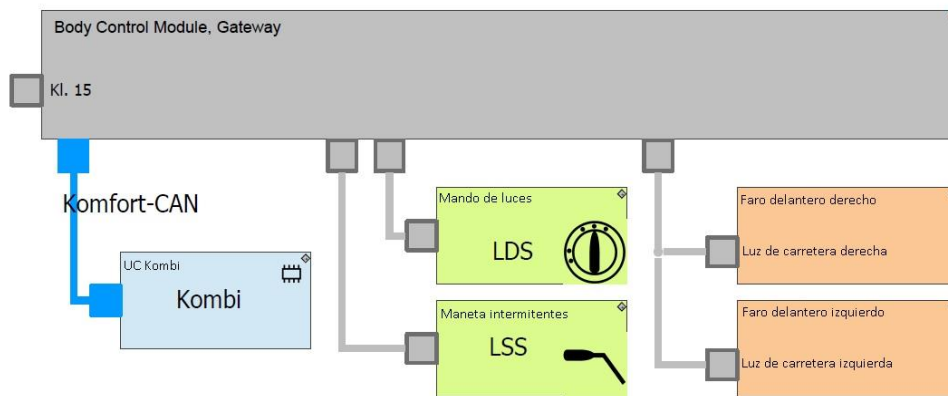 Body Control Module, Gateway
Kl. 15
Komfort-CAN
UC Kombi
Kombi
Mando de luces
LDS
Maneta intermitentes
LSS
Faro delantero derecho
Luz de carretera derecha
Faro delantero izquierdo
Luz de carretera izquierda